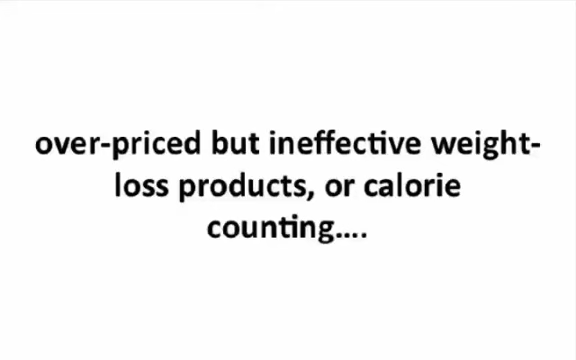 over-priced but ineffective weight-
loss products, or calorie
counting....